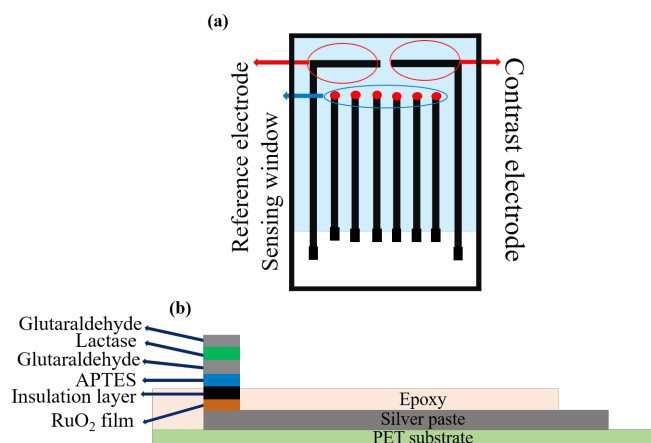 (a)
Reference electrode
Sensing window
Contrast electrode
(b)
Glutaraldehyde
Lactase
Glutaraldehyde
APTES
Insulation layer
RuO₂ film
Epoxy
Silver paste
PET substrate